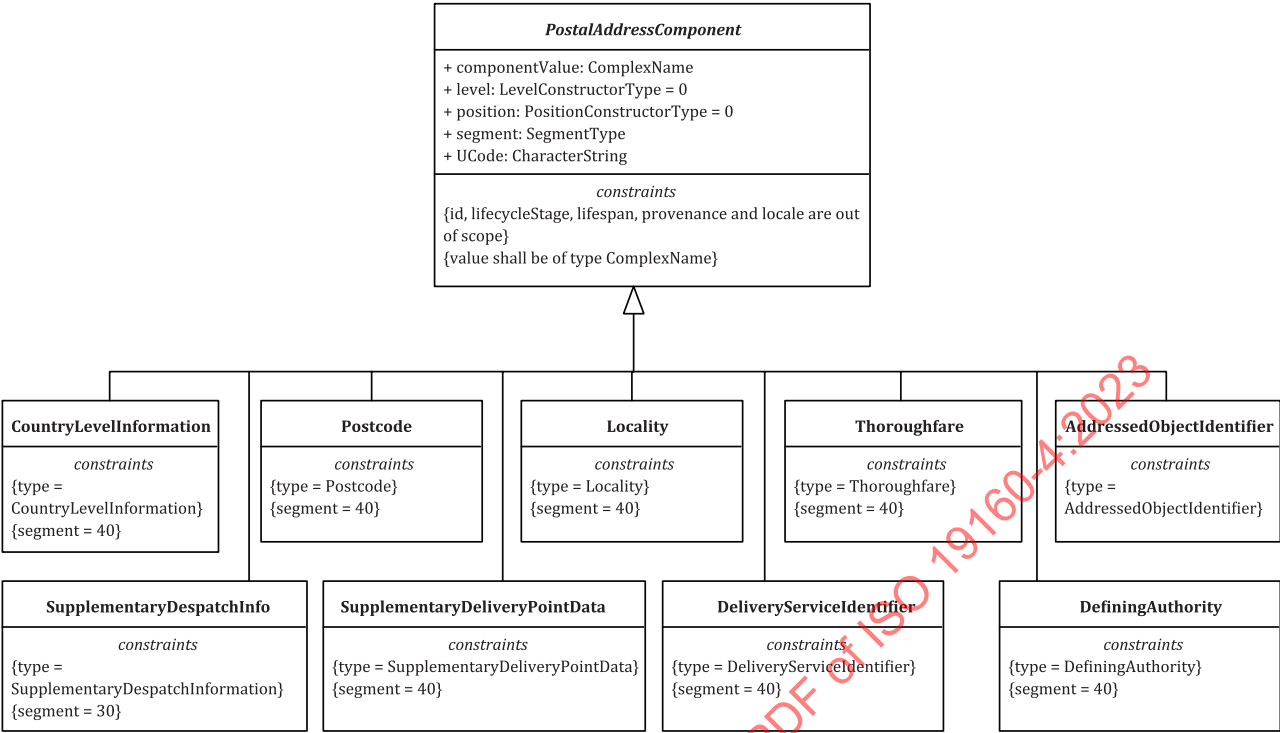 PostalAddressComponent
+ componentValue: ComplexName
+ level: LevelConstructorType = 0
+ position: PositionConstructorType = 0
+ segment: SegmentType
+ UCode: CharacterString
constraints
{id, lifecycleStage, lifespan, provenance and locale are out
of scope}
{value shall be of type ComplexName}
CountryLevelInformation
constraints
{type =
CountryLevelInformation}
{segment = 40}
Postcode
constraints
{type = Postcode}
{segment = 40}
Locality
constraints
{type = Locality}
{segment = 40}
Thoroughfare
constraints
{type = Thoroughfare}
{segment = 40}
AddressedObjectIdentifier
constraints
{type =
AddressedObjectIdentifier}
SupplementaryDespatchInfo
constraints
{type =
SupplementaryDespatchInformation}
{segment = 30}
SupplementaryDeliveryPointData
constraints
{type = SupplementaryDeliveryPointData}
{segment = 40}
DeliveryServiceIdentifier
constraints
{type = DeliveryServiceIdentifier}
{segment = 40}
DefiningAuthority
constraints
{type = DefiningAuthority}
{segment = 40}
PDF of ISO 19160-4:2023